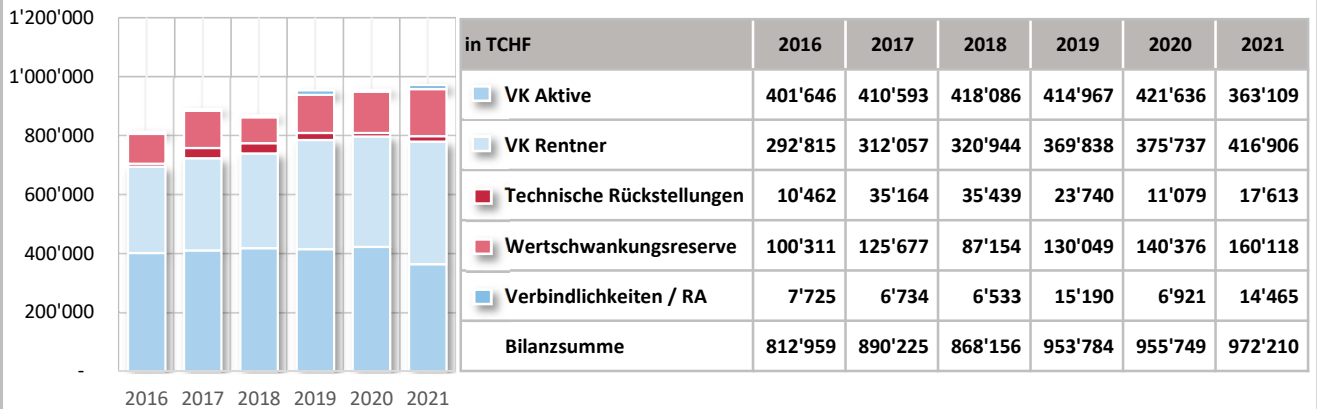 1'200'000
1'000'000
800'000
600'000
400'000
200'000
-
2016 2017 2018 2019 2020 2021
in TCHF 2016 2017 2018 2019 2020 2021
VK Aktive 401'646 410'593 418'086 414'967 421'636 363'109
VK Rentner 292'815 312'057 320'944 369'838 375'737 416'906
Technische Rückstellungen 10'462 35'164 35'439 23'740 11'079 17'613
Wertschwankungsreserve 100'311 125'677 87'154 130'049 140'376 160'118
Verbindlichkeiten / RA 7'725 6'734 6'533 15'190 6'921 14'465
Bilanzsumme 812'959 890'225 868'156 953'784 955'749 972'210